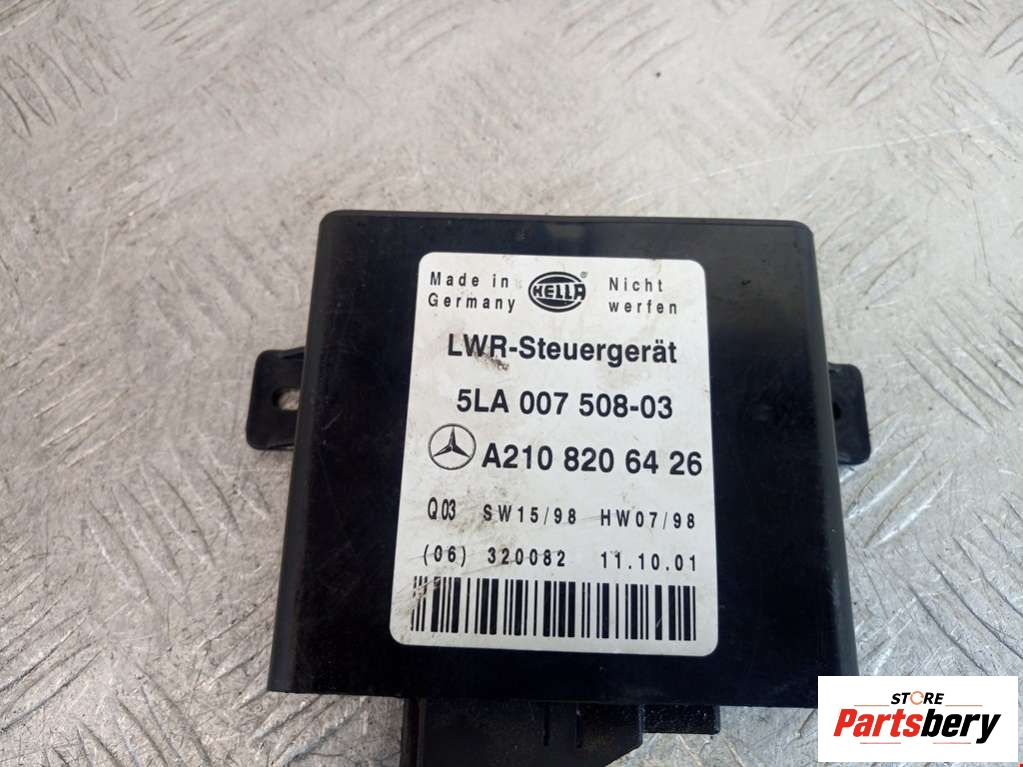 Made in
Germany
HELLA
®
Nicht
werfen
LWR-Steuergerät
5LA 007 508-03
A210 820 64 26
Q03 SW15/98 HW07/98
(06) 320082 11.10.01
STORE
Partsbery